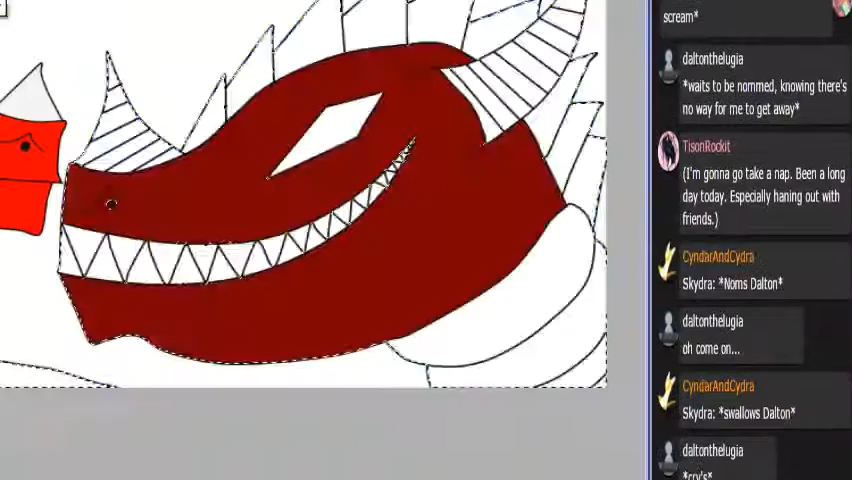 scream*
daltonthelugia
*waits to be nommed, knowing there's
no way for me to get away*
TisonRockit
(I'm gonna go take a nap. Been a long
day today. Especially haning out with
friends.)
CyndarAndCydra
Skydra: *Noms Dalton*
daltonthelugia
oh come on...
CyndarAndCydra
Skydra: *swallows Dalton*
daltonthelugia
*cry's*